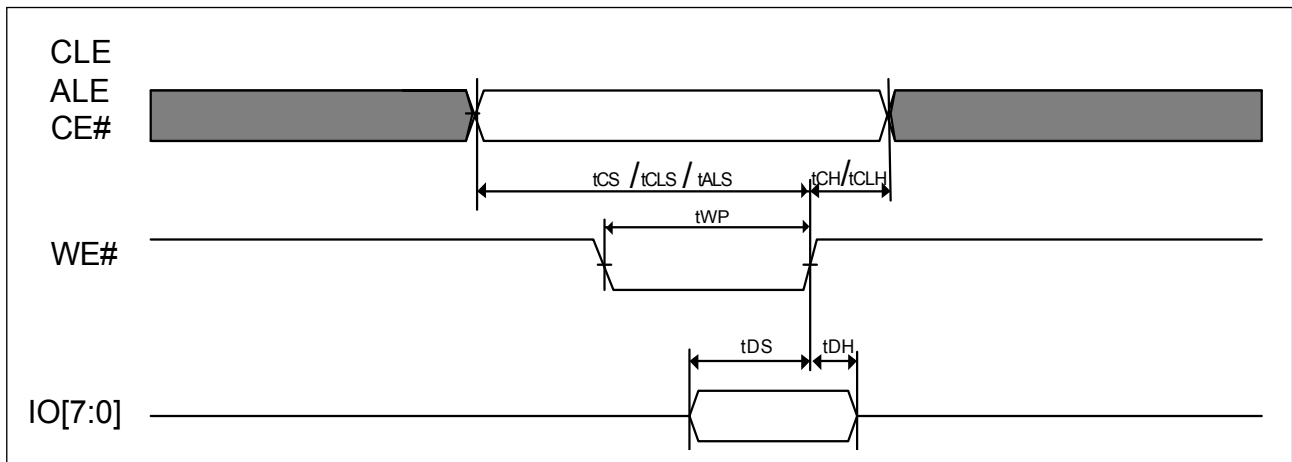 CLE
ALE
CE#
tCS / tCLS / tALS
tCH/tCLH
tWP
WE#
tDS
tDH
IO[7:0]